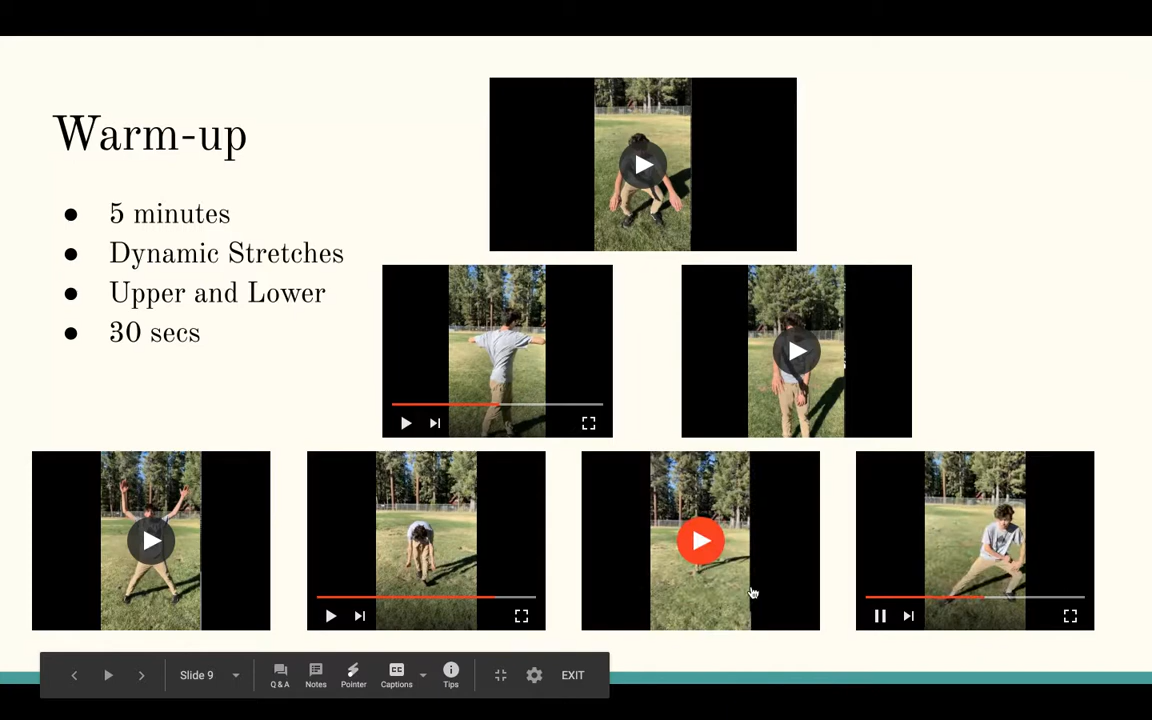 Warm-up
● 5 minutes
● Dynamic Stretches
● Upper and Lower
● 30 secs
Slide 9
Q & A
Notes
Pointer
CC
Captions
Tips
EXIT